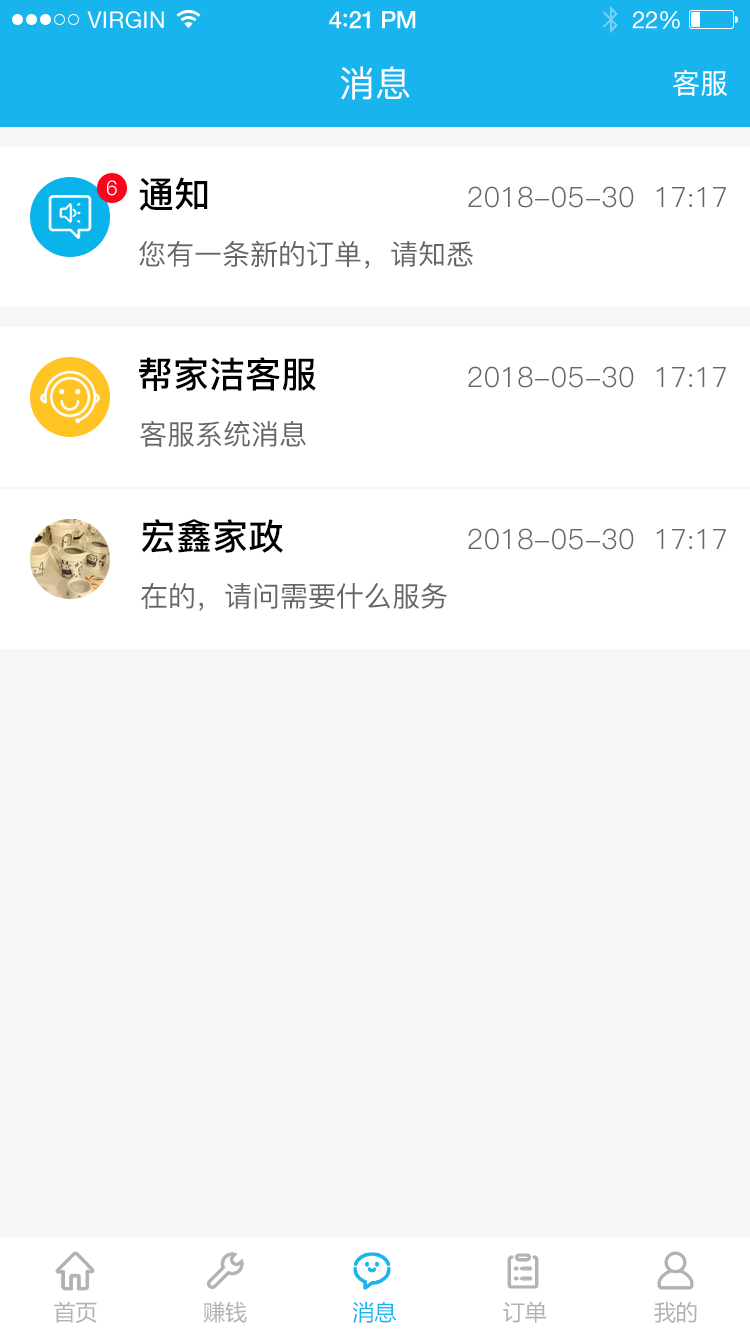 VIRGIN 4:21 PM 22%
消息 客服
6 通知 2018-05-30 17:17
您有一条新的订单，请知悉
帮家洁客服 2018-05-30 17:17
客服系统消息
宏鑫家政 2018-05-30 17:17
在的，请问需要什么服务
首页 赚钱 消息 订单 我的